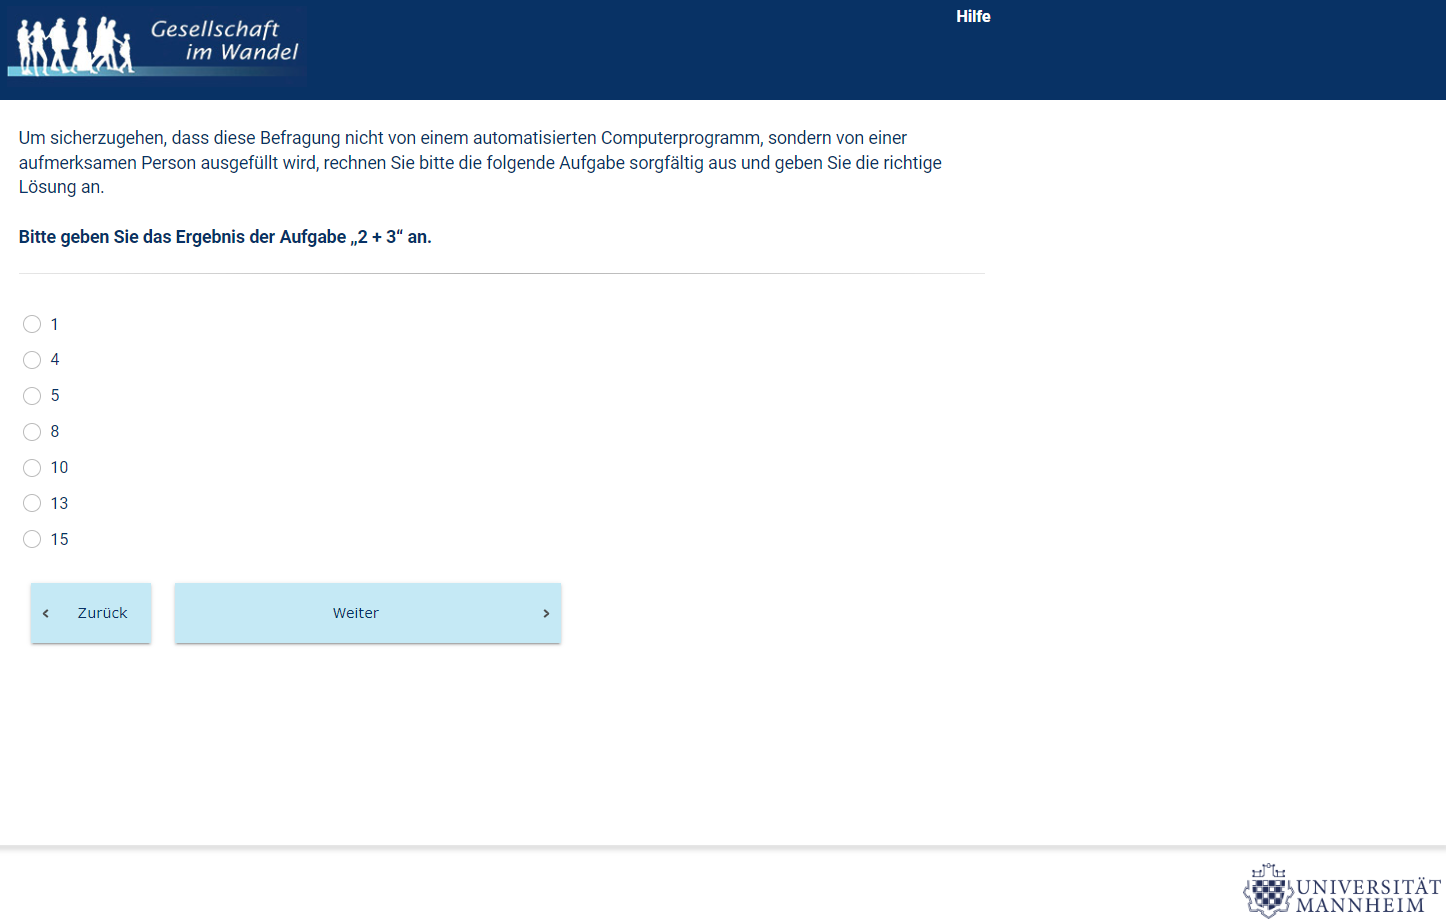 Gesellschaft
im Wandel
Hilfe
Um sicherzugehen, dass diese Befragung nicht von einem automatisierten Computerprogramm, sondern von einer
aufmerksamen Person ausgefüllt wird, rechnen Sie bitte die folgende Aufgabe sorgfältig aus und geben Sie die richtige
Lösung an.
Bitte geben Sie das Ergebnis der Aufgabe „2 + 3“ an.
1
4
5
8
10
13
15
Zurück
Weiter
UNIVERSITÄT
MANNHEIM